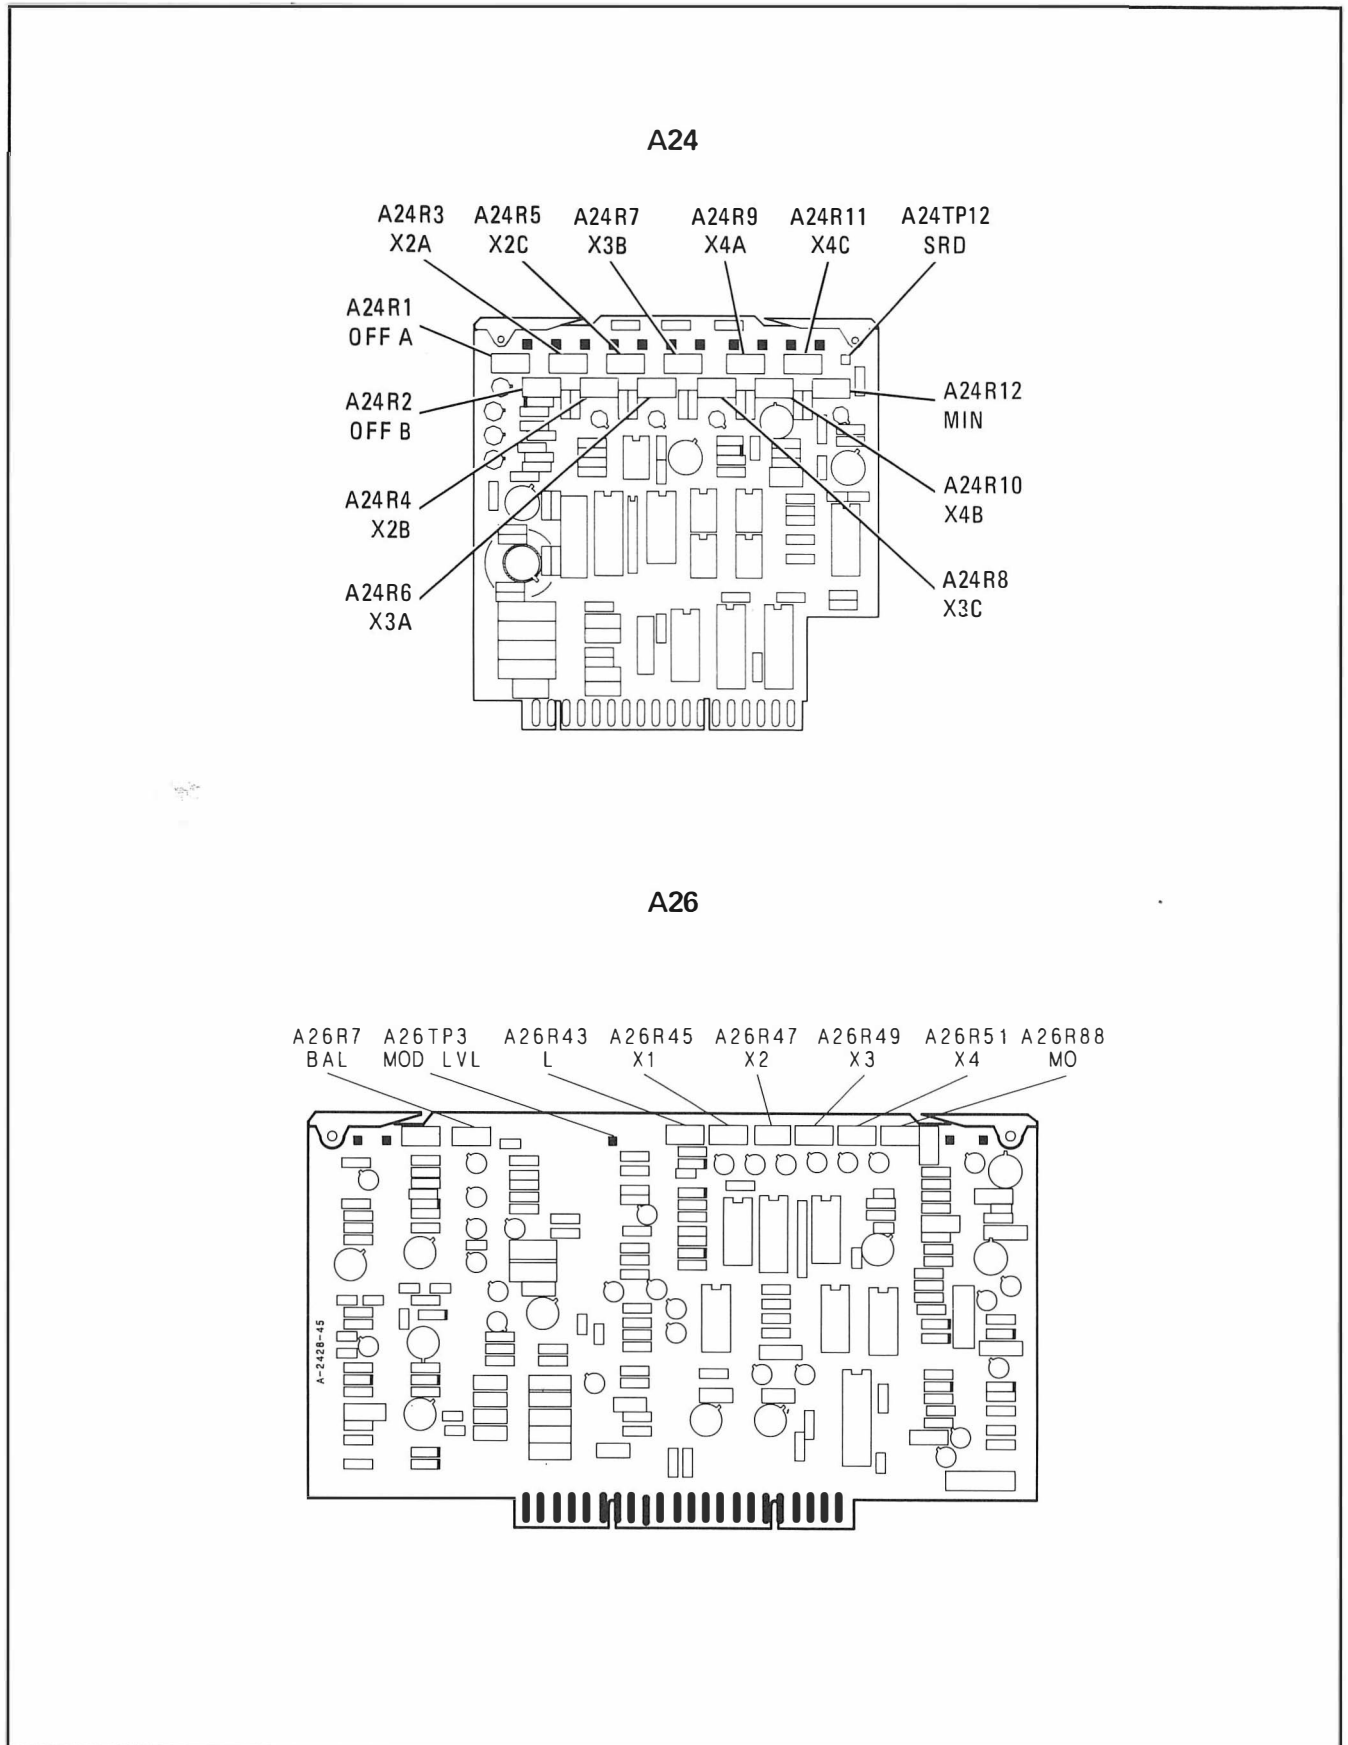 A24
A24R3 A24R5 A24R7 A24R9 A24R11 A24TP12
X2A X2C X3B X4A X4C SRD
A24R1
OFF A
A24R2
OFF B
A24R12
MIN
A24R4
X2B
A24R10
X4B
A24R6
X3A
A24R8
X3C
A26
A26R7 A26TP3 A26R43 A26R45 A26R47 A26R49 A26R51 A26R88
BAL MOD LVL L X1 X2 X3 X4 MO
A-2428-45